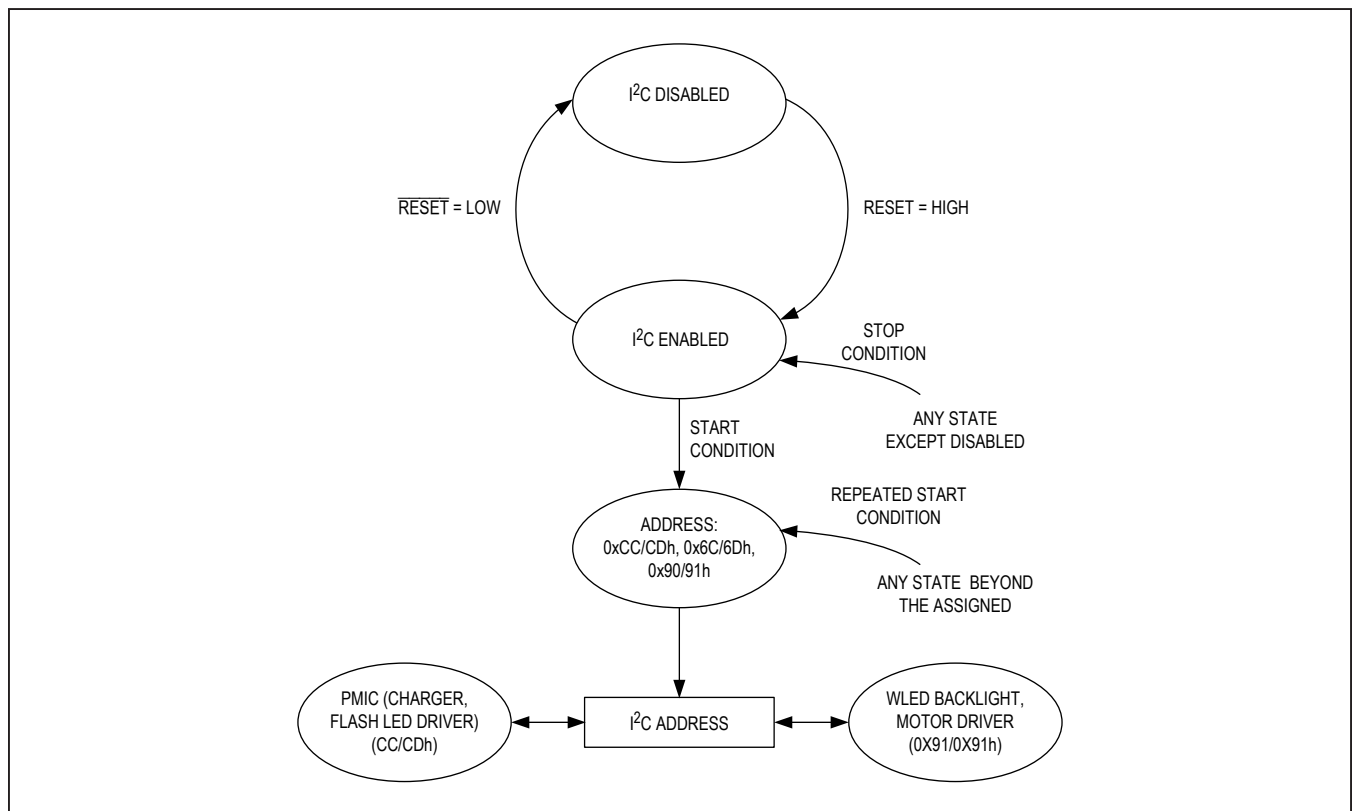 I²C DISABLED
RESET = LOW
RESET = HIGH
I²C ENABLED
STOP
CONDITION
ANY STATE
EXCEPT DISABLED
START
CONDITION
REPEATED START
CONDITION
ADDRESS:
0xCC/CDh, 0x6C/6Dh,
0x90/91h
ANY STATE BEYOND
THE ASSIGNED
PMIC (CHARGER,
FLASH LED DRIVER)
(CC/CDh)
I²C ADDRESS
WLED BACKLIGHT,
MOTOR DRIVER
(0X91/0X91h)